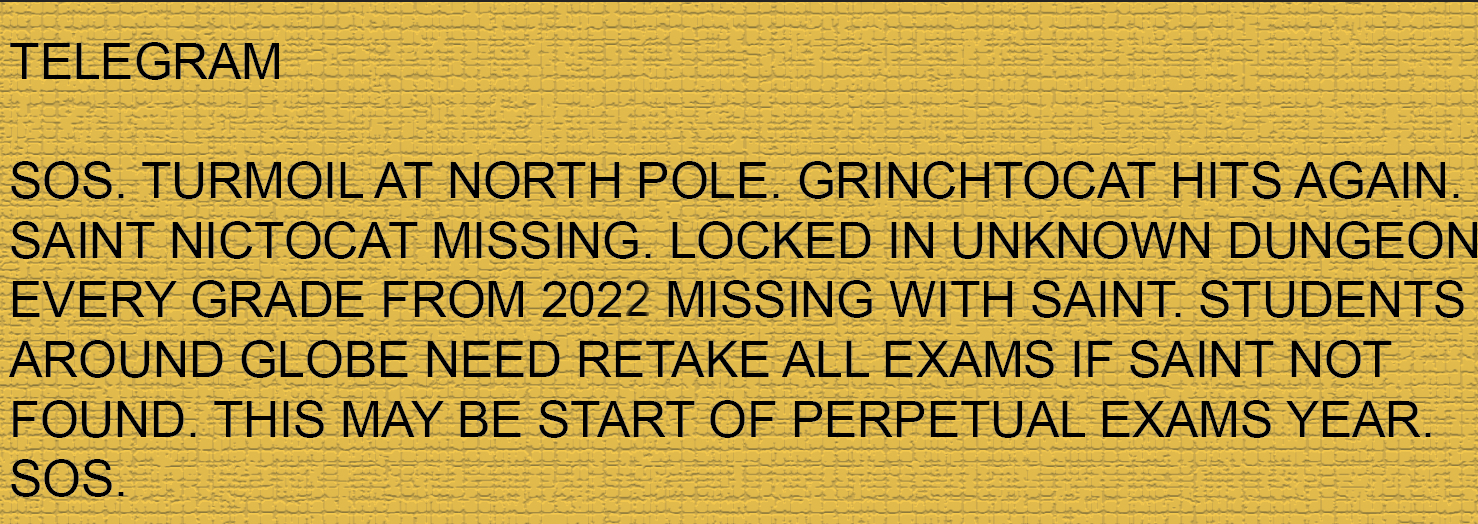 TELEGRAM
SOS. TURMOIL AT NORTH POLE. GRINCHTOCAT HITS AGAIN.
SAINT NICTOCAT MISSING. LOCKED IN UNKNOWN DUNGEON
EVERY GRADE FROM 2022 MISSING WITH SAINT. STUDENTS
AROUND GLOBE NEED RETAKE ALL EXAMS IF SAINT NOT
FOUND. THIS MAY BE START OF PERPETUAL EXAMS YEAR.
SOS.